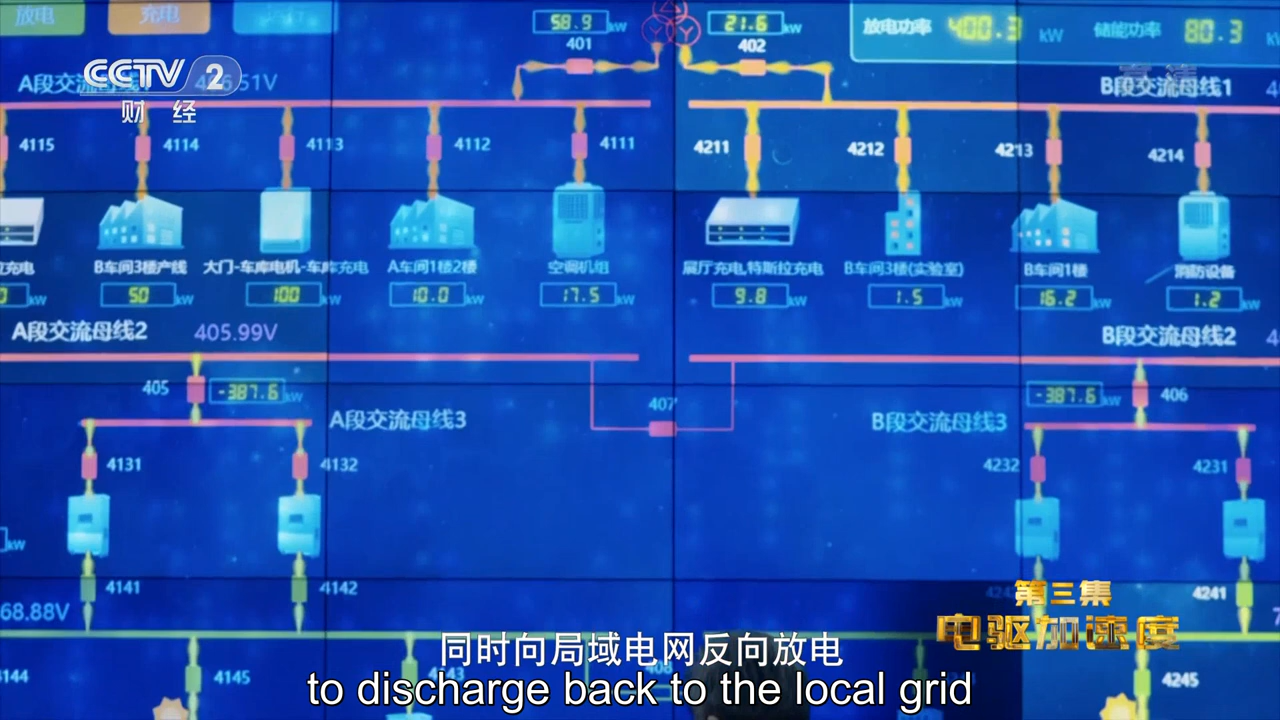 放电 充电 运行
58.9 kW 21.6 kW
401 402
放电功率 400.3 kW 储能功率 80.3
CCTV 2
财经
A段交流母线1
B段交流母线1
4115 4114 4113 4112 4111 4211 4212 4213 4214
B车间3楼产线 大门-车库电机-车库充电 A车间1楼2楼 空调机组 展厅充电,特斯拉充电 B车间3楼(实验室) B车间1楼 消防设备
kW 50 kW 100 kW 10.0 kW 17.5 kW 9.8 kW 1.5 kW 16.2 kW 1.2 kW
A段交流母线2 405.99V B段交流母线2
405 -387.6 kW 407 -387.6 kW 406
A段交流母线3 B段交流母线3
4131 4132 4232 4231
kW
4141 4142 4241
第三集
68.88V
电驱加速度
同时向局域电网反向放电
4145 4245
to discharge back to the local grid